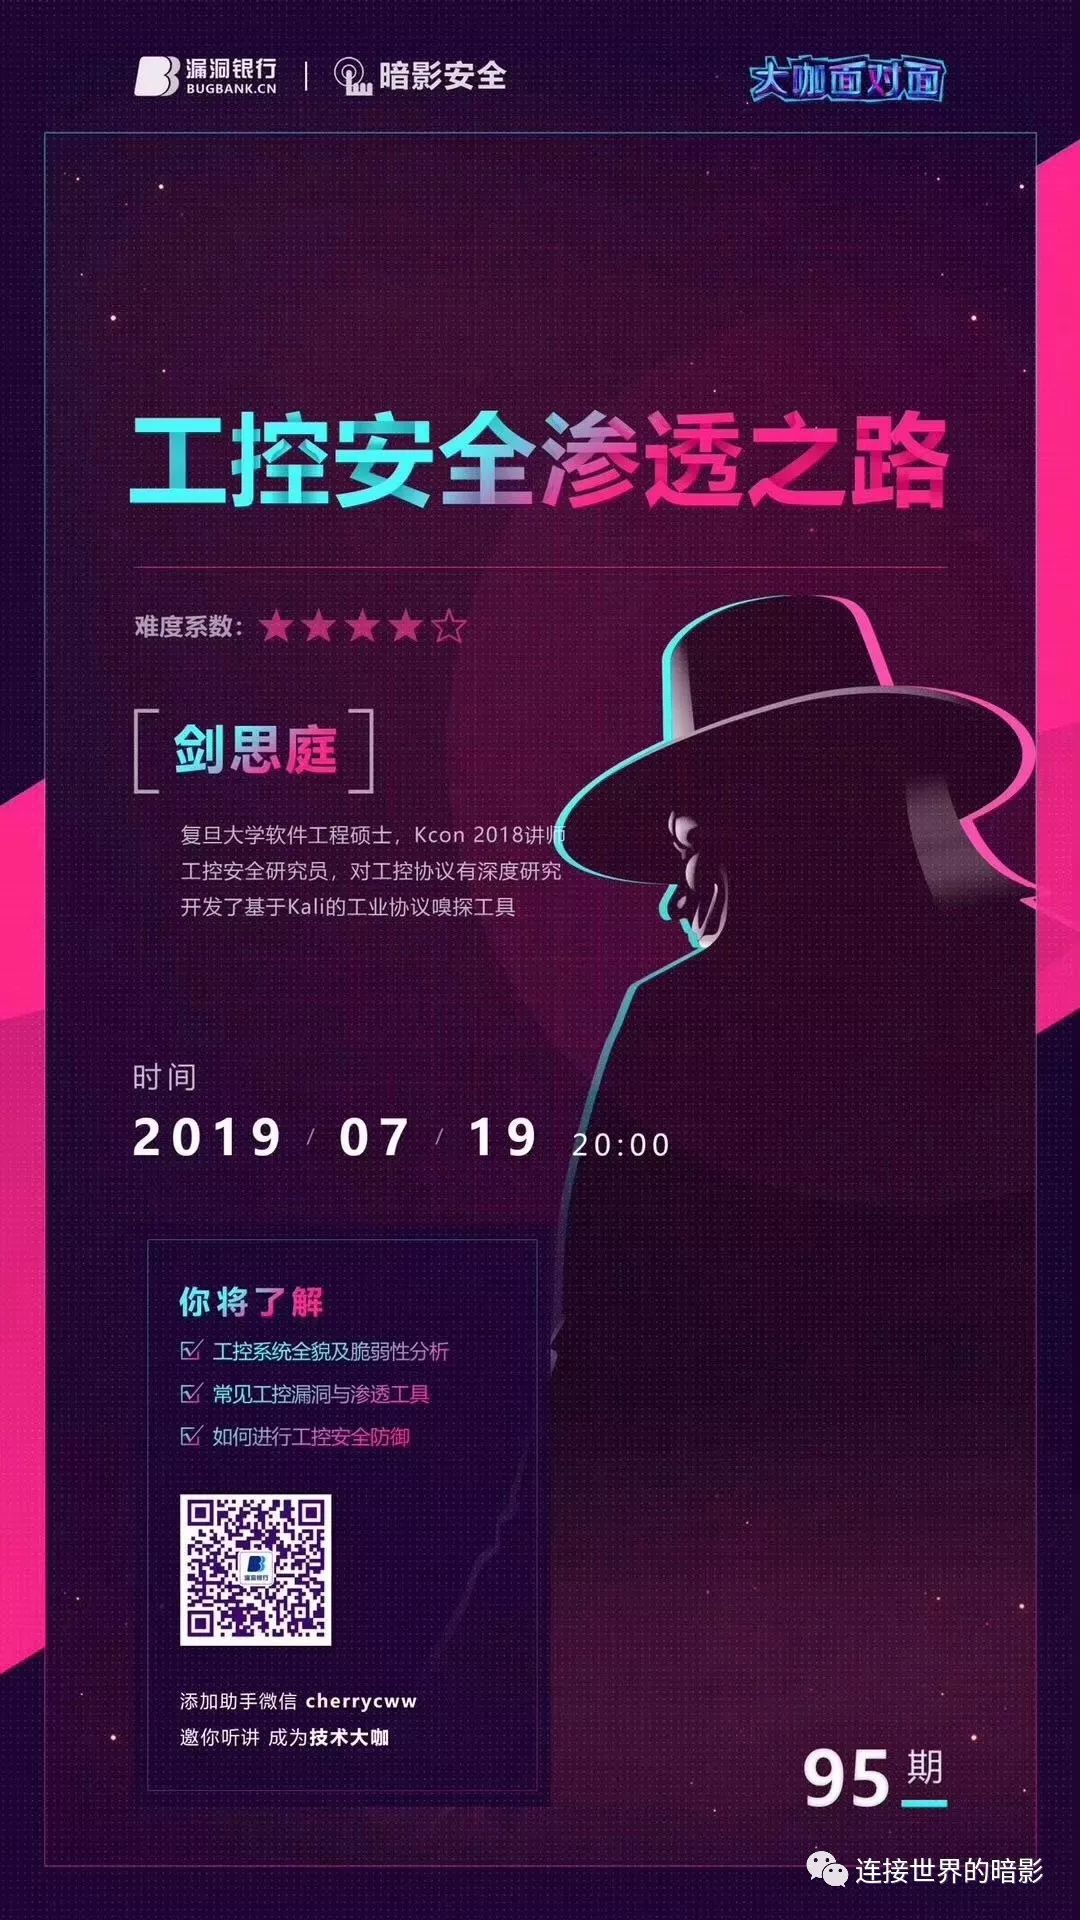 漏洞银行
BUGBANK.CN
暗影安全
大咖面对面
工控安全渗透之路
难度系数：★★★★☆
剑思庭
复旦大学软件工程硕士，Kcon 2018讲师
工控安全研究员，对工控协议有深度研究
开发了基于Kali的工业协议嗅探工具
时间
2019 / 07 / 19 20:00
你将了解
工控系统全貌及脆弱性分析
常见工控漏洞与渗透工具
如何进行工控安全防御
漏洞银行
添加助手微信 cherrycww
邀你听讲 成为技术大咖
95期
连接世界的暗影